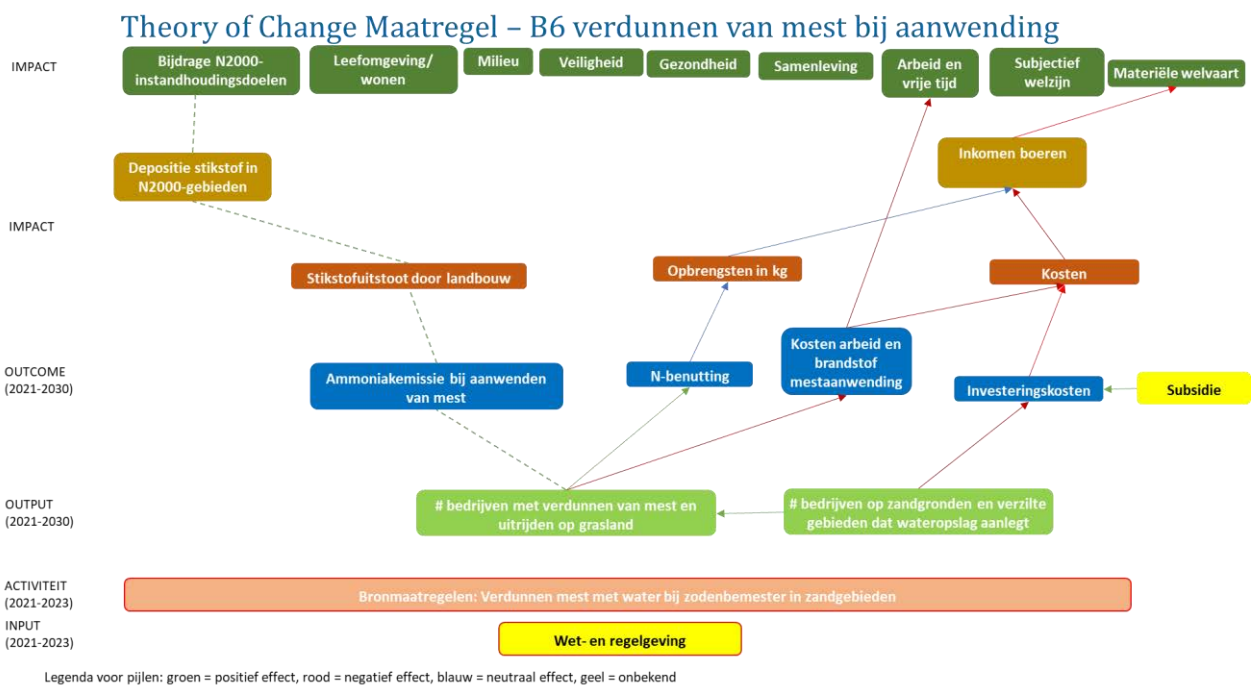 Theory of Change Maatregel – B6 verdunnen van mest bij aanwending
IMPACT
Bijdrage N2000-
instandhoudingsdoelen
Leefomgeving/
wonen
Milieu
Veiligheid
Gezondheid
Samenleving
Arbeid en
vrije tijd
Subjectief
welzijn
Materiële welvaart
Depositie stikstof in
N2000-gebieden
Inkomen boeren
IMPACT
Stikstofuitstoot door landbouw
Opbrengsten in kg
Kosten
OUTCOME
(2021-2030)
Ammoniakemissie bij aanwenden
van mest
N-benutting
Kosten arbeid en
brandstof
mestaanwending
Investeringskosten
Subsidie
OUTPUT
(2021-2030)
# bedrijven met verdunnen van mest en
uitrijden op grasland
# bedrijven op zandgronden en verzilte
gebieden dat wateropslag aanlegt
ACTIVITEIT
(2021-2023)
Bronmaatregelen: Verdunnen mest met water bij zodenbemester in zandgebieden
INPUT
(2021-2023)
Wet- en regelgeving
Legenda voor pijlen: groen = positief effect, rood = negatief effect, blauw = neutraal effect, geel = onbekend